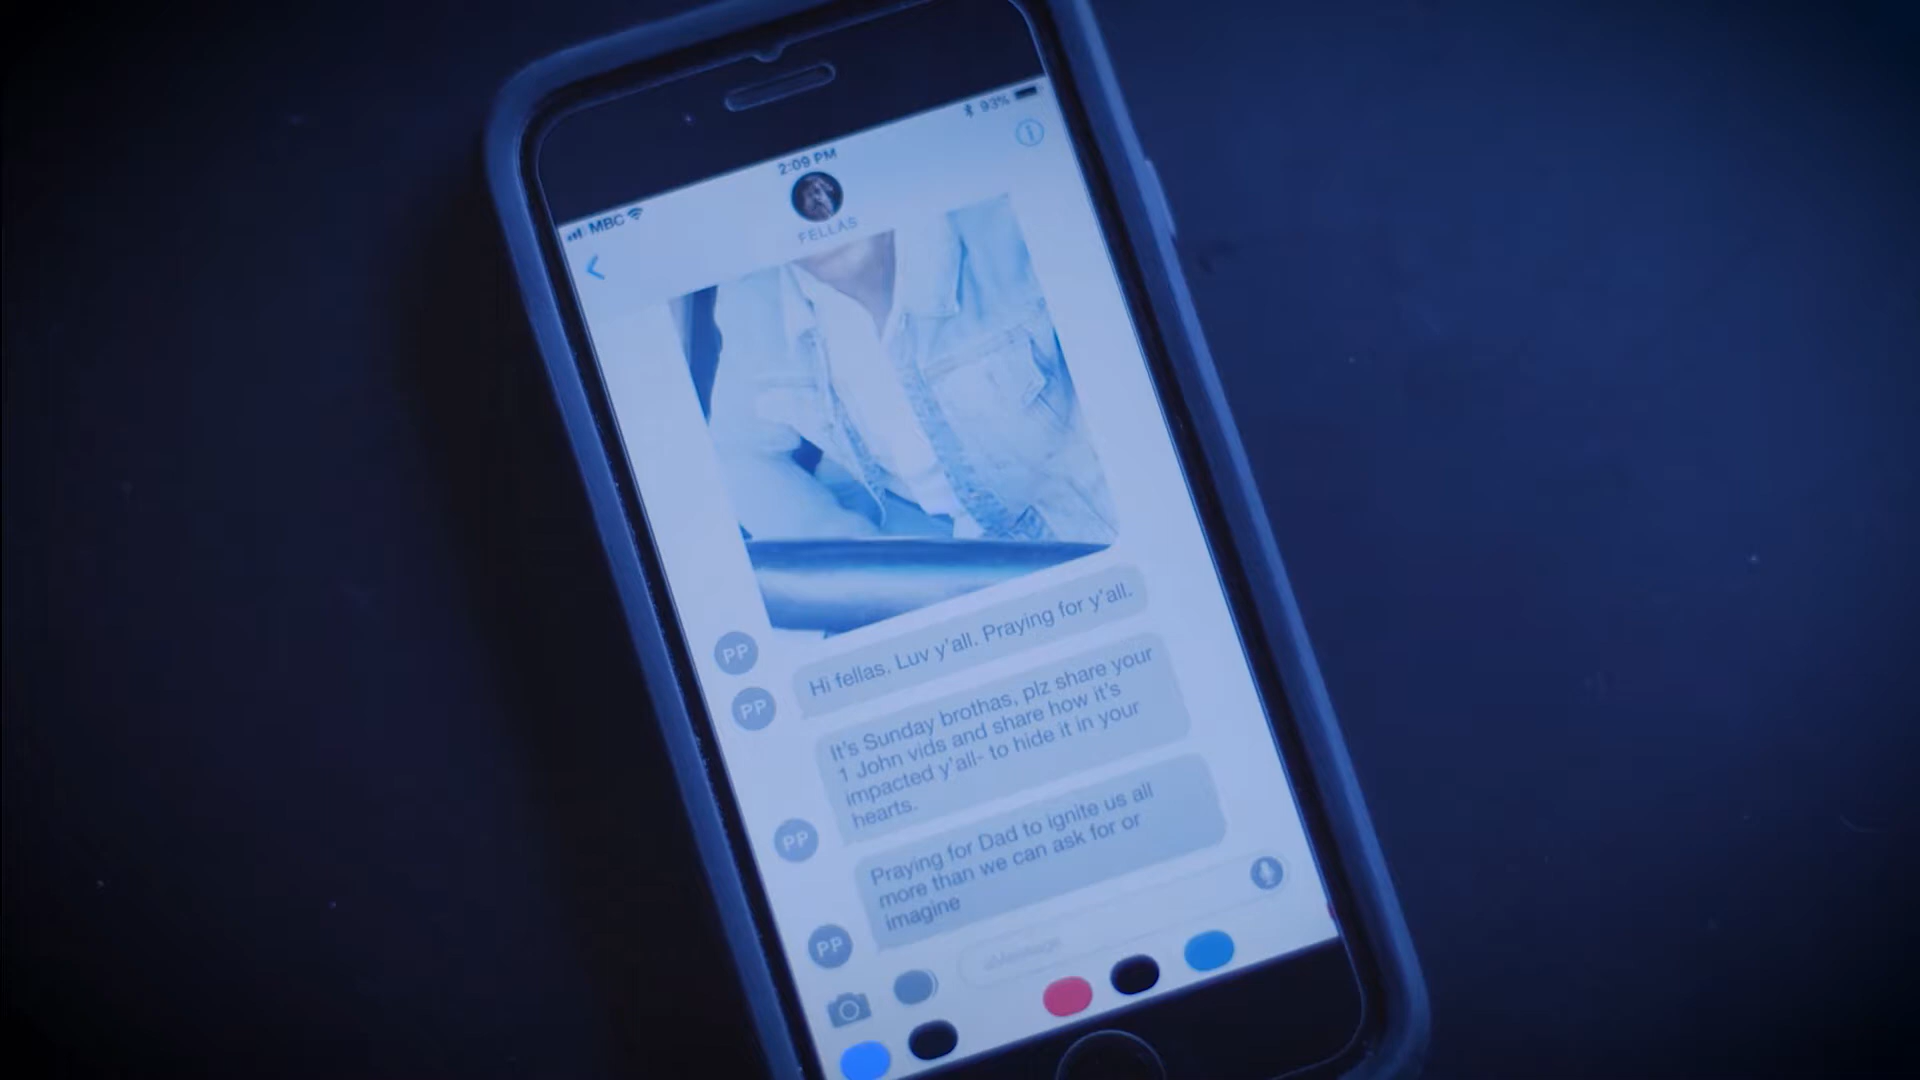 93%
2:09 PM
MBC
FELLAS
PP
Hi fellas. Luv y'all. Praying for y'all.
PP
It's Sunday brothas, plz share your
1 John vids and share how it's
impacted y'all- to hide it in your
hearts.
PP
Praying for Dad to ignite us all
more than we can ask for or
imagine
PP
iMessage